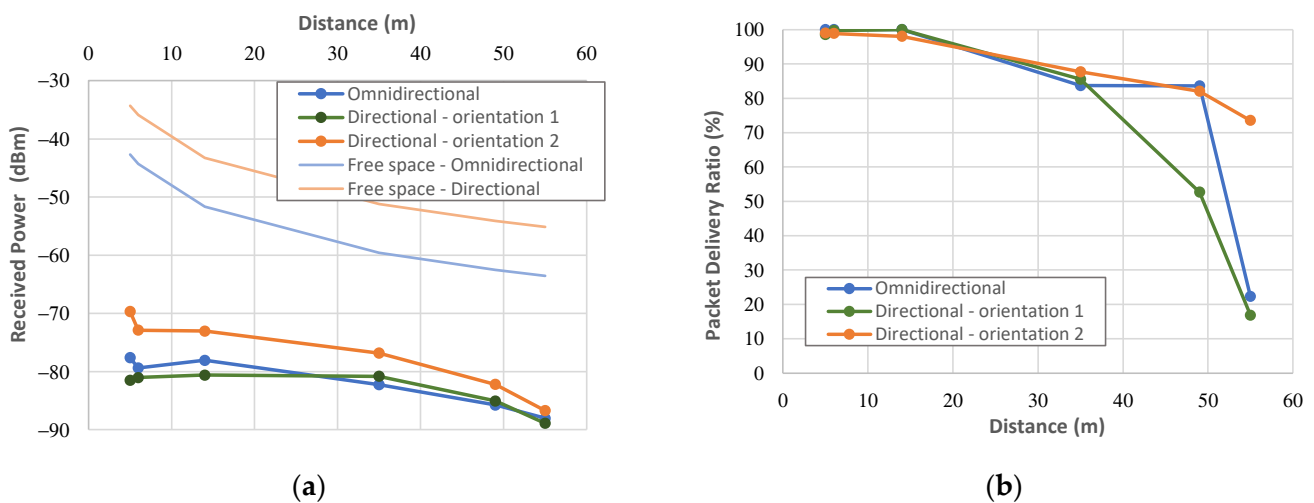 Distance (m)
0 10 20 30 40 50 60
–30
–40
–50
–60
–70
–80
–90
Received Power (dBm)
Omnidirectional
Directional - orientation 1
Directional - orientation 2
Free space - Omnidirectional
Free space - Directional
(a)
100
90
80
70
60
50
40
30
20
10
0
Packet Delivery Ratio (%)
Omnidirectional
Directional - orientation 1
Directional - orientation 2
0 10 20 30 40 50 60
Distance (m)
(b)